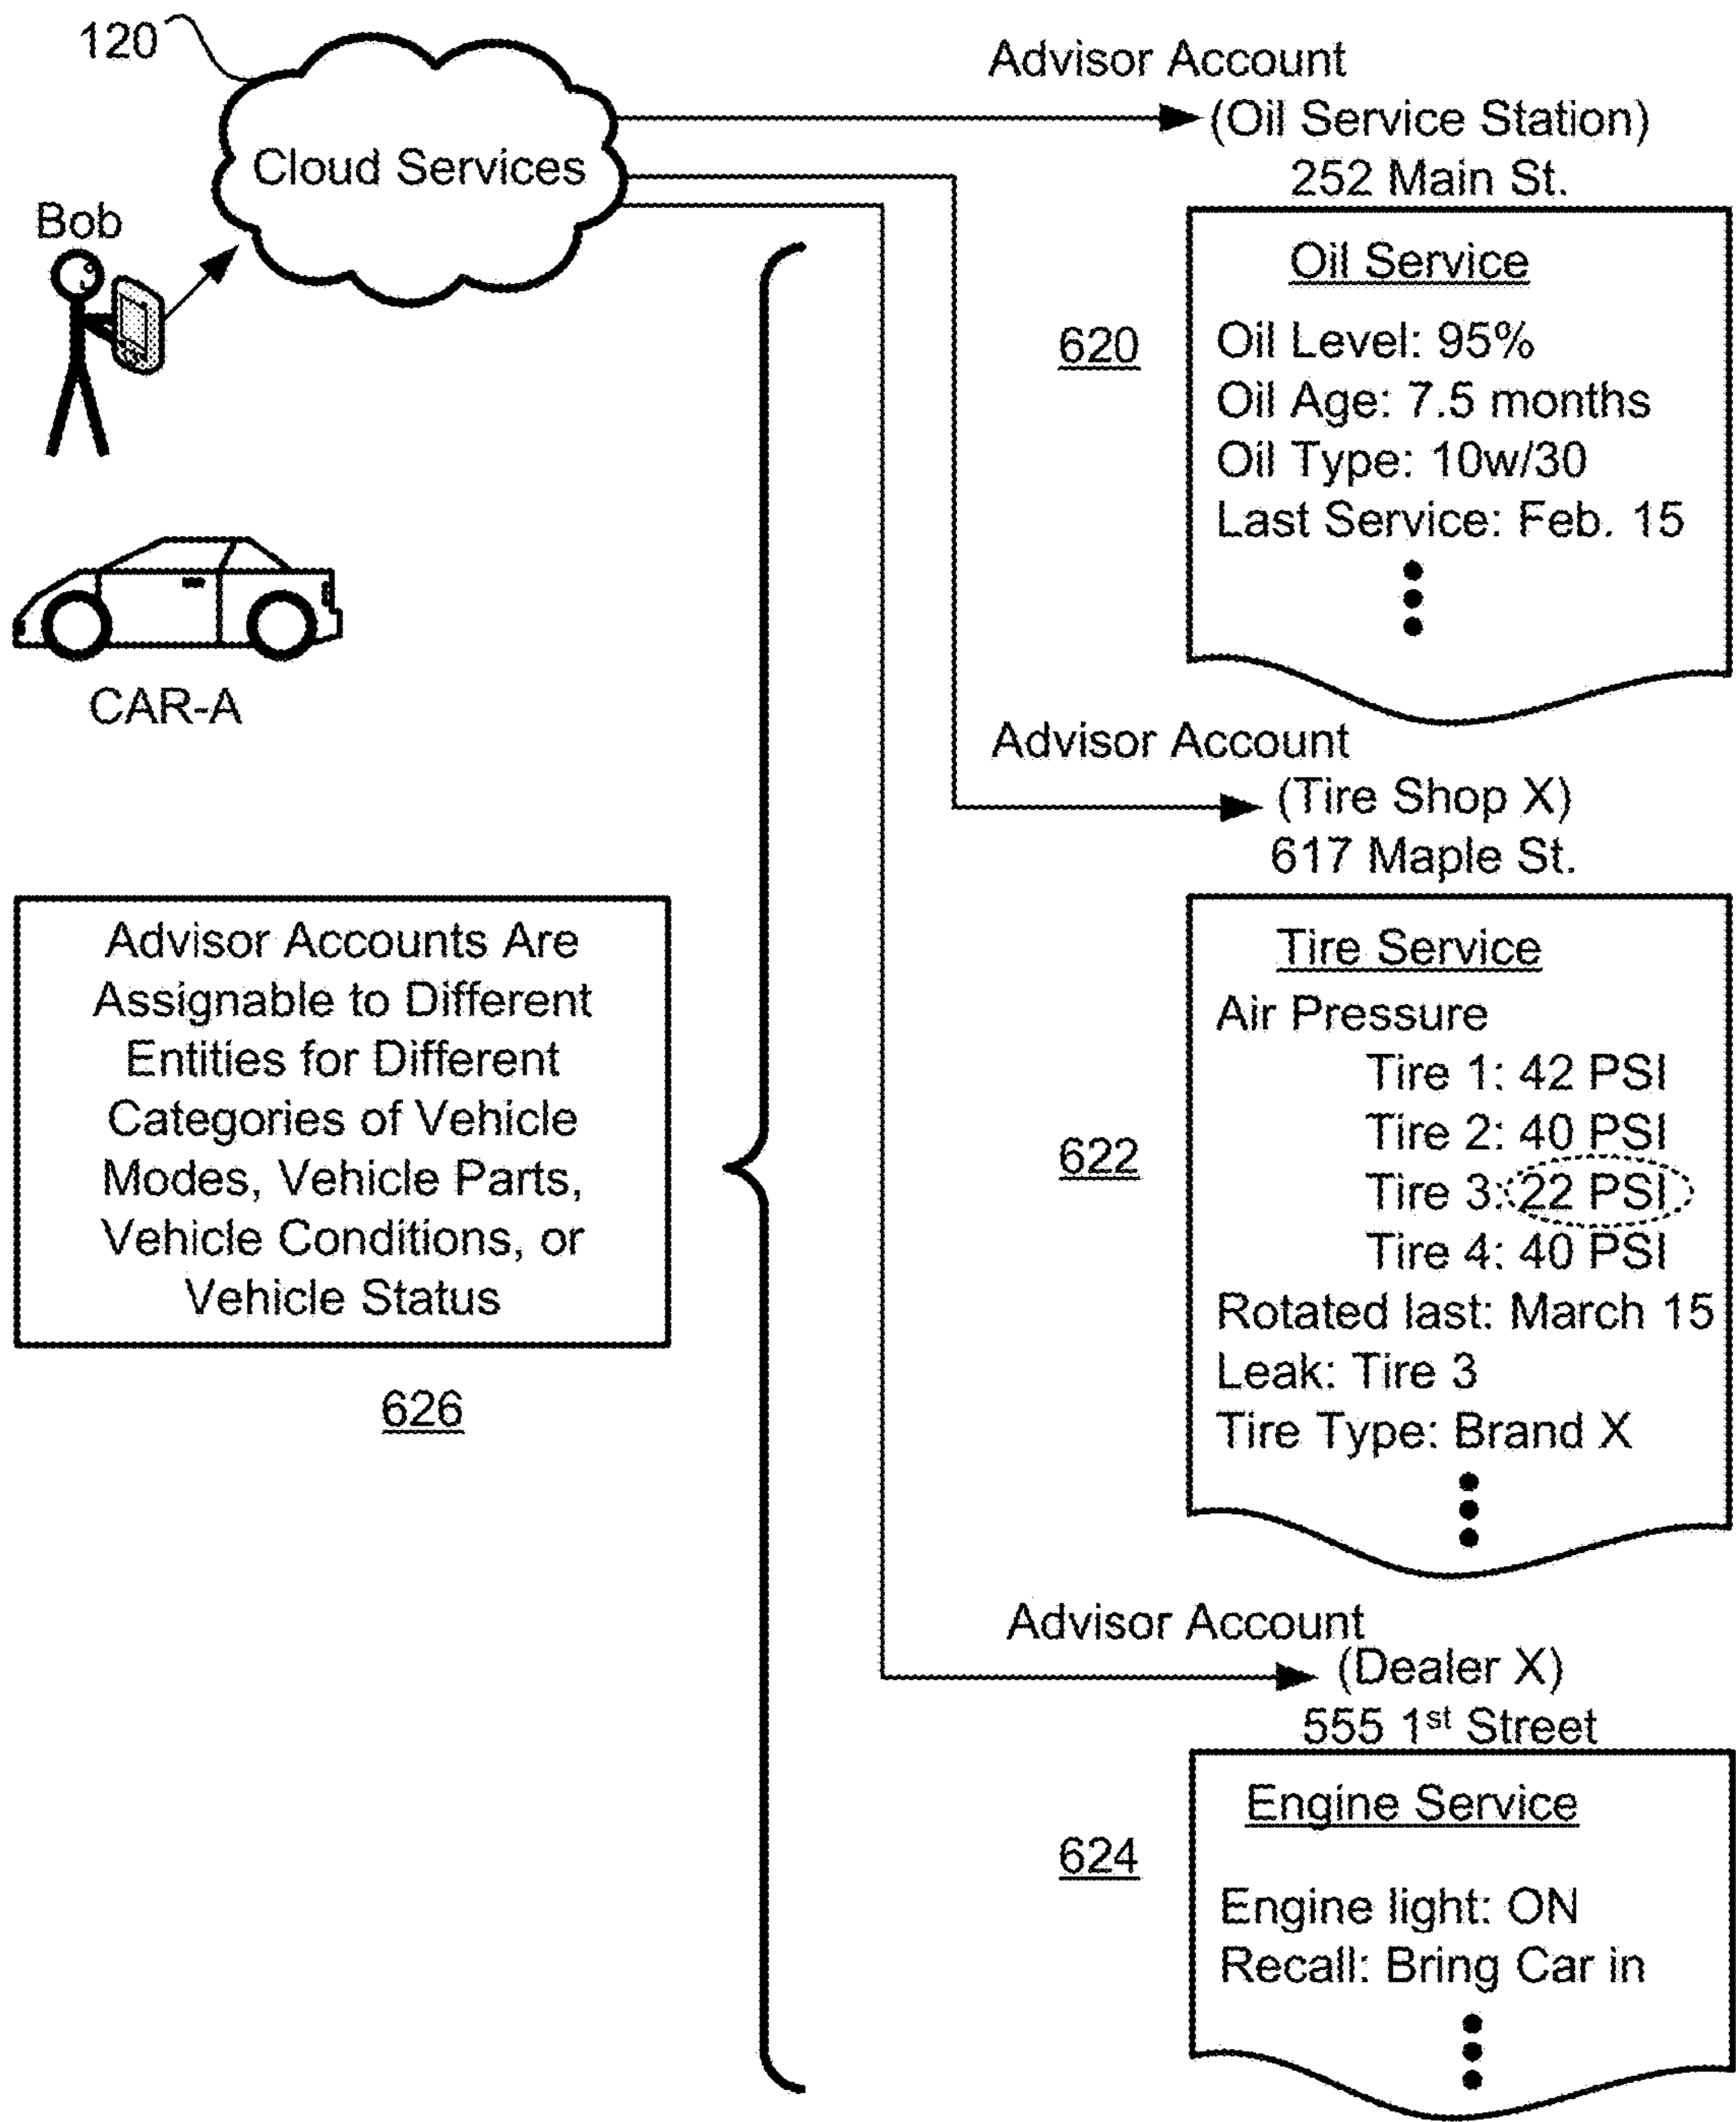 120
Cloud Services
Bob
CAR-A
Advisor Account
(Oil Service Station)
252 Main St.
620
Oil Service
Oil Level: 95%
Oil Age: 7.5 months
Oil Type: 10w/30
Last Service: Feb. 15
Advisor Account
(Tire Shop X)
617 Maple St.
622
Tire Service
Air Pressure
Tire 1: 42 PSI
Tire 2: 40 PSI
Tire 3: 22 PSI
Tire 4: 40 PSI
Rotated last: March 15
Leak: Tire 3
Tire Type: Brand X
Advisor Accounts Are
Assignable to Different
Entities for Different
Categories of Vehicle
Modes, Vehicle Parts,
Vehicle Conditions, or
Vehicle Status
626
Advisor Account
(Dealer X)
555 1st Street
624
Engine Service
Engine light: ON
Recall: Bring Car in